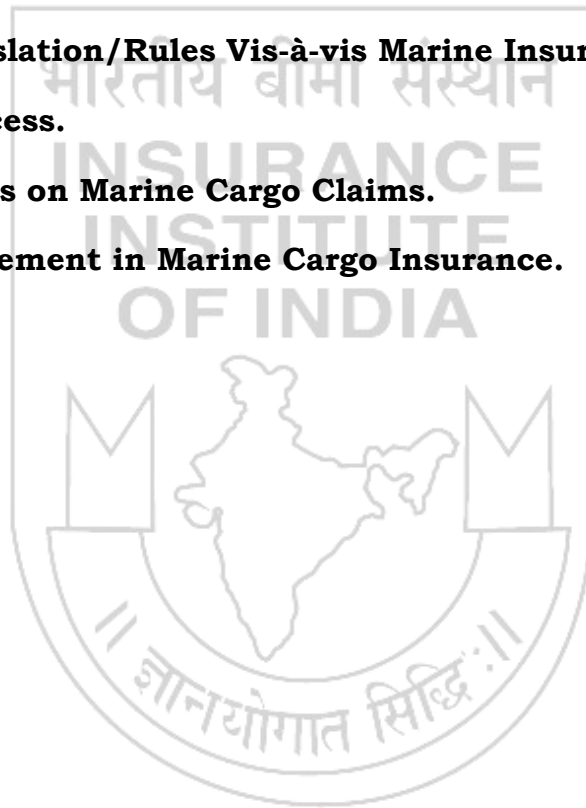 slation/Rules Vis-à-vis Marine Insur
भारतीय बीमा संस्थान
cess.
INSURANCE
s on Marine Cargo Claims.
INSTITUTE
ement in Marine Cargo Insurance.
OF INDIA
॥ ज्ञानयोगात सिद्धि :॥